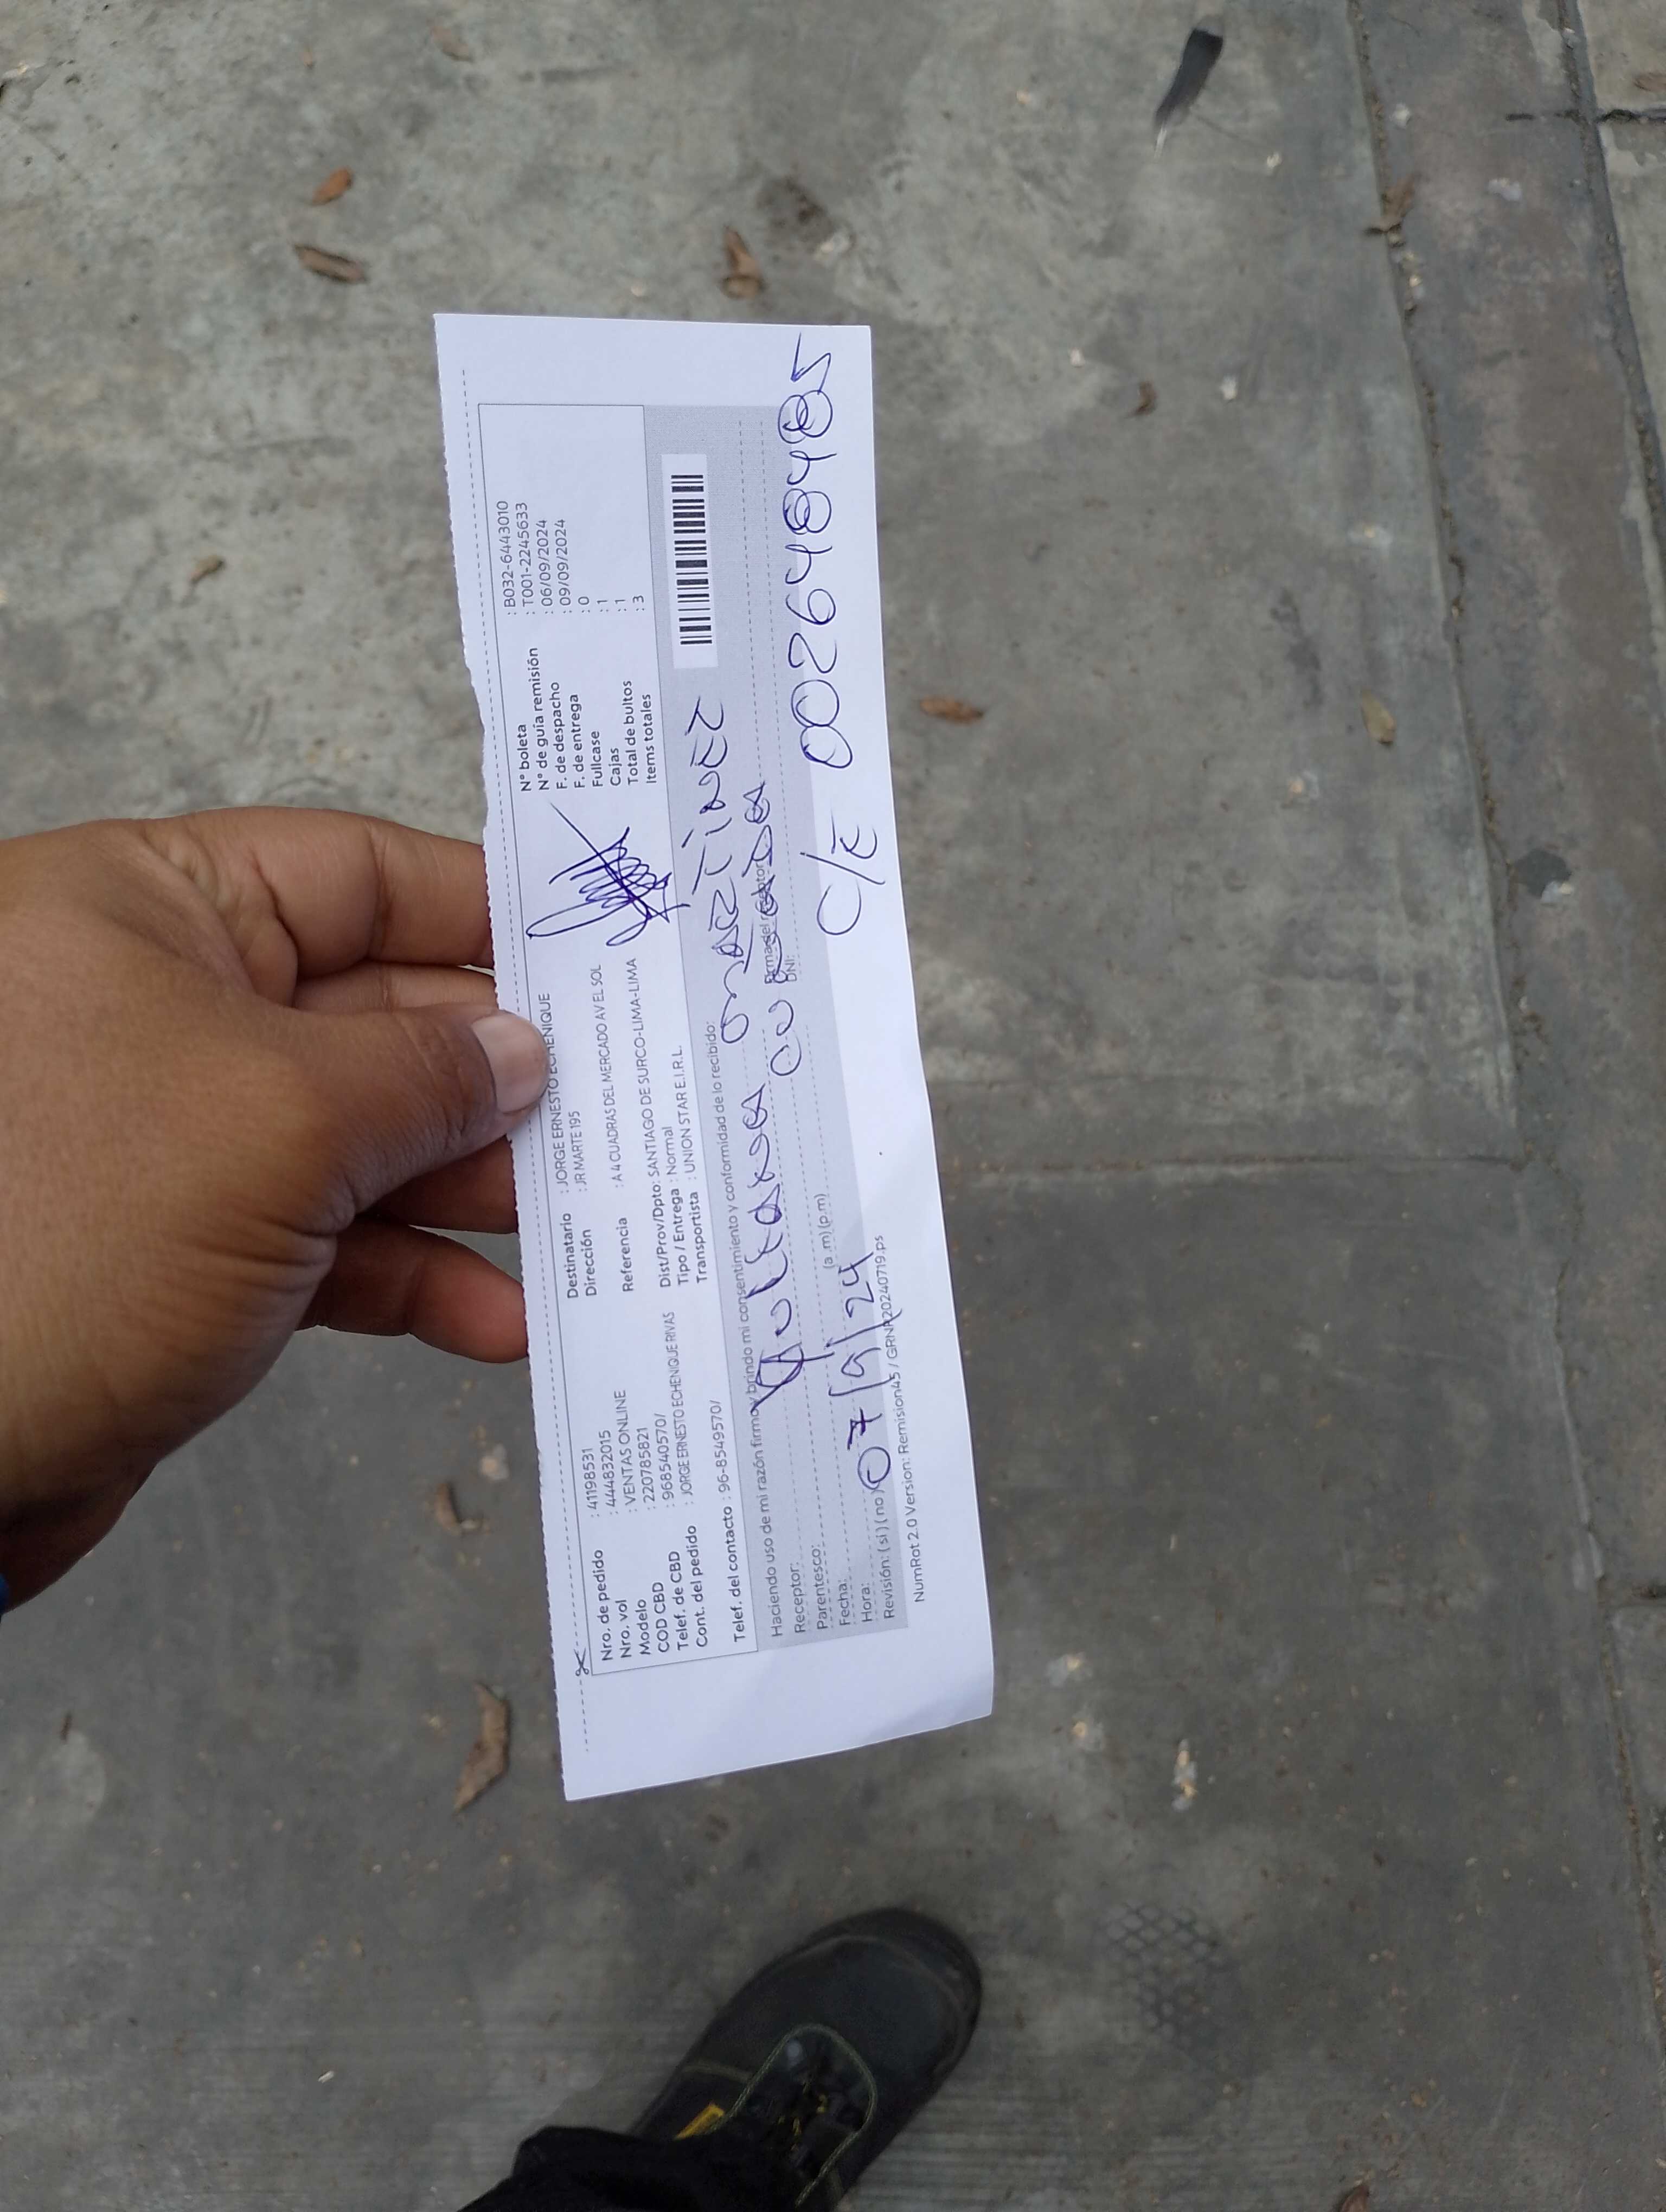 Nro. de pedido : 41198531
Nro. vol : 444832015
Modelo : VENTAS ONLINE
COD CBD : 220785821
Telef. de CBD : 968540570/
Cont. del pedido : JORGE ERNESTO ECHENIQUE RIVAS
Telef. del contacto : 96-8549570/
Destinatario : JORGE ERNESTO ECHENIQUE
Dirección : JR MARTE 195
Referencia : A 4 CUADRAS DEL MERCADO AV EL SOL
Dist/Prov/Dpto: SANTIAGO DE SURCO-LIMA-LIMA
Tipo / Entrega : Normal
Transportista : UNION STAR E.I.R.L.
N° boleta : B032-6443010
N° de guía remisión : T001-2245633
F. de despacho : 06/09/2024
F. de entrega : 09/09/2024
Fullcase : 0
Cajas : 1
Total de bultos : 1
Items totales : 3
Haciendo uso de mi razón firmo y brindo mi consentimiento y conformidad de lo recibido:
Receptor: MARTINEZ
Parentesco:
Firma del receptor
DNI:
C/E 002648485
Fecha: 07/9/24
Hora: (a.m) (p.m)
Revisión: (si) (no)
NumRot 2.0 Version: Remision45 / GRNR20240719.ps